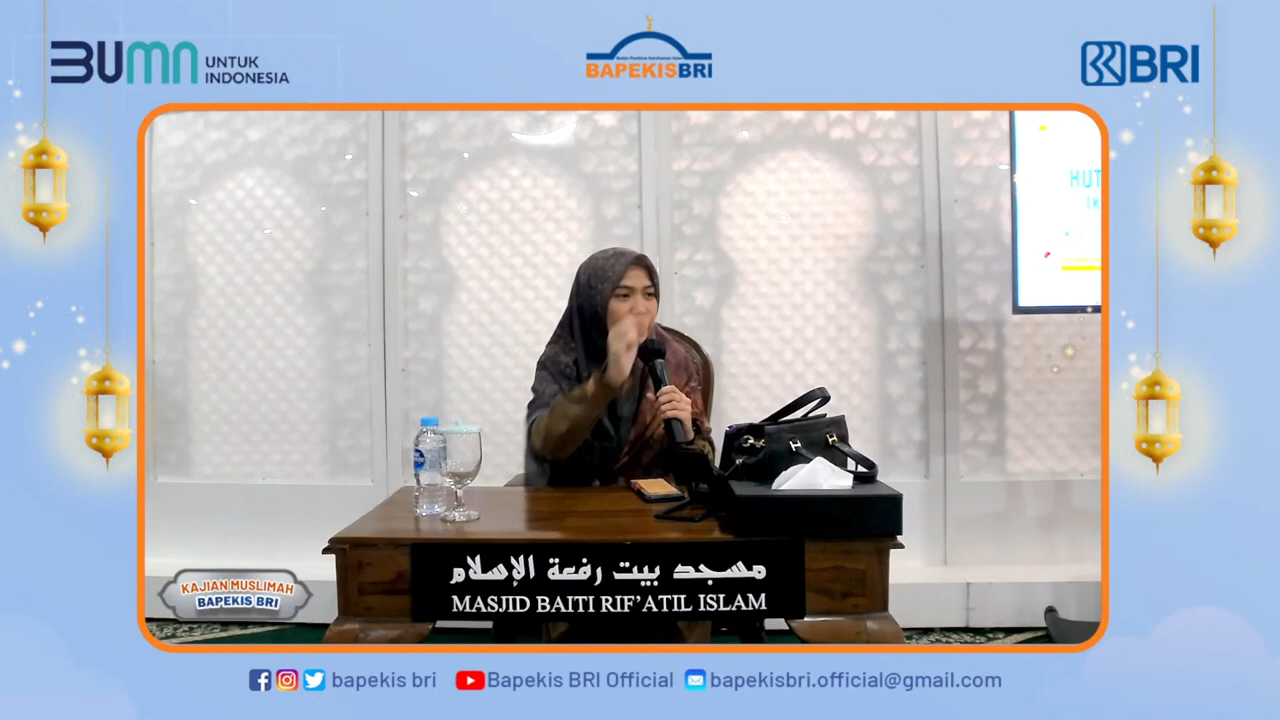 BUMN UNTUK
INDONESIA
BAPEKISBRI
BRI
HUT
KAJIAN MUSLIMAH
BAPEKIS BRI
مسجد بيت رفعة الإسلام
MASJID BAITI RIF'ATIL ISLAM
bapekis bri Bapekis BRI Official bapekisbri.official@gmail.com